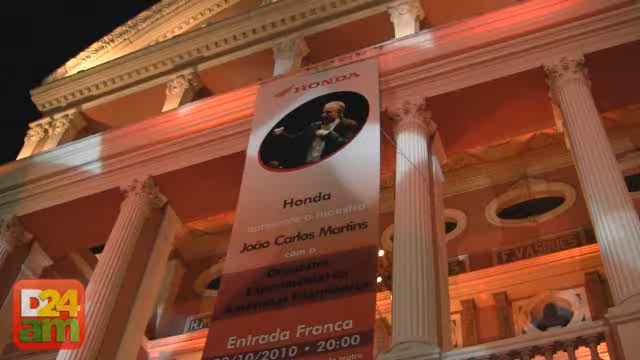 HONDA
Honda
apresenta o maestro
João Carlos Martins
com a
Orquestra
Experimental da
Amazonas Filarmônica
Entrada Franca
/10/2010 • 20:00
F. VASQUES
D24
am